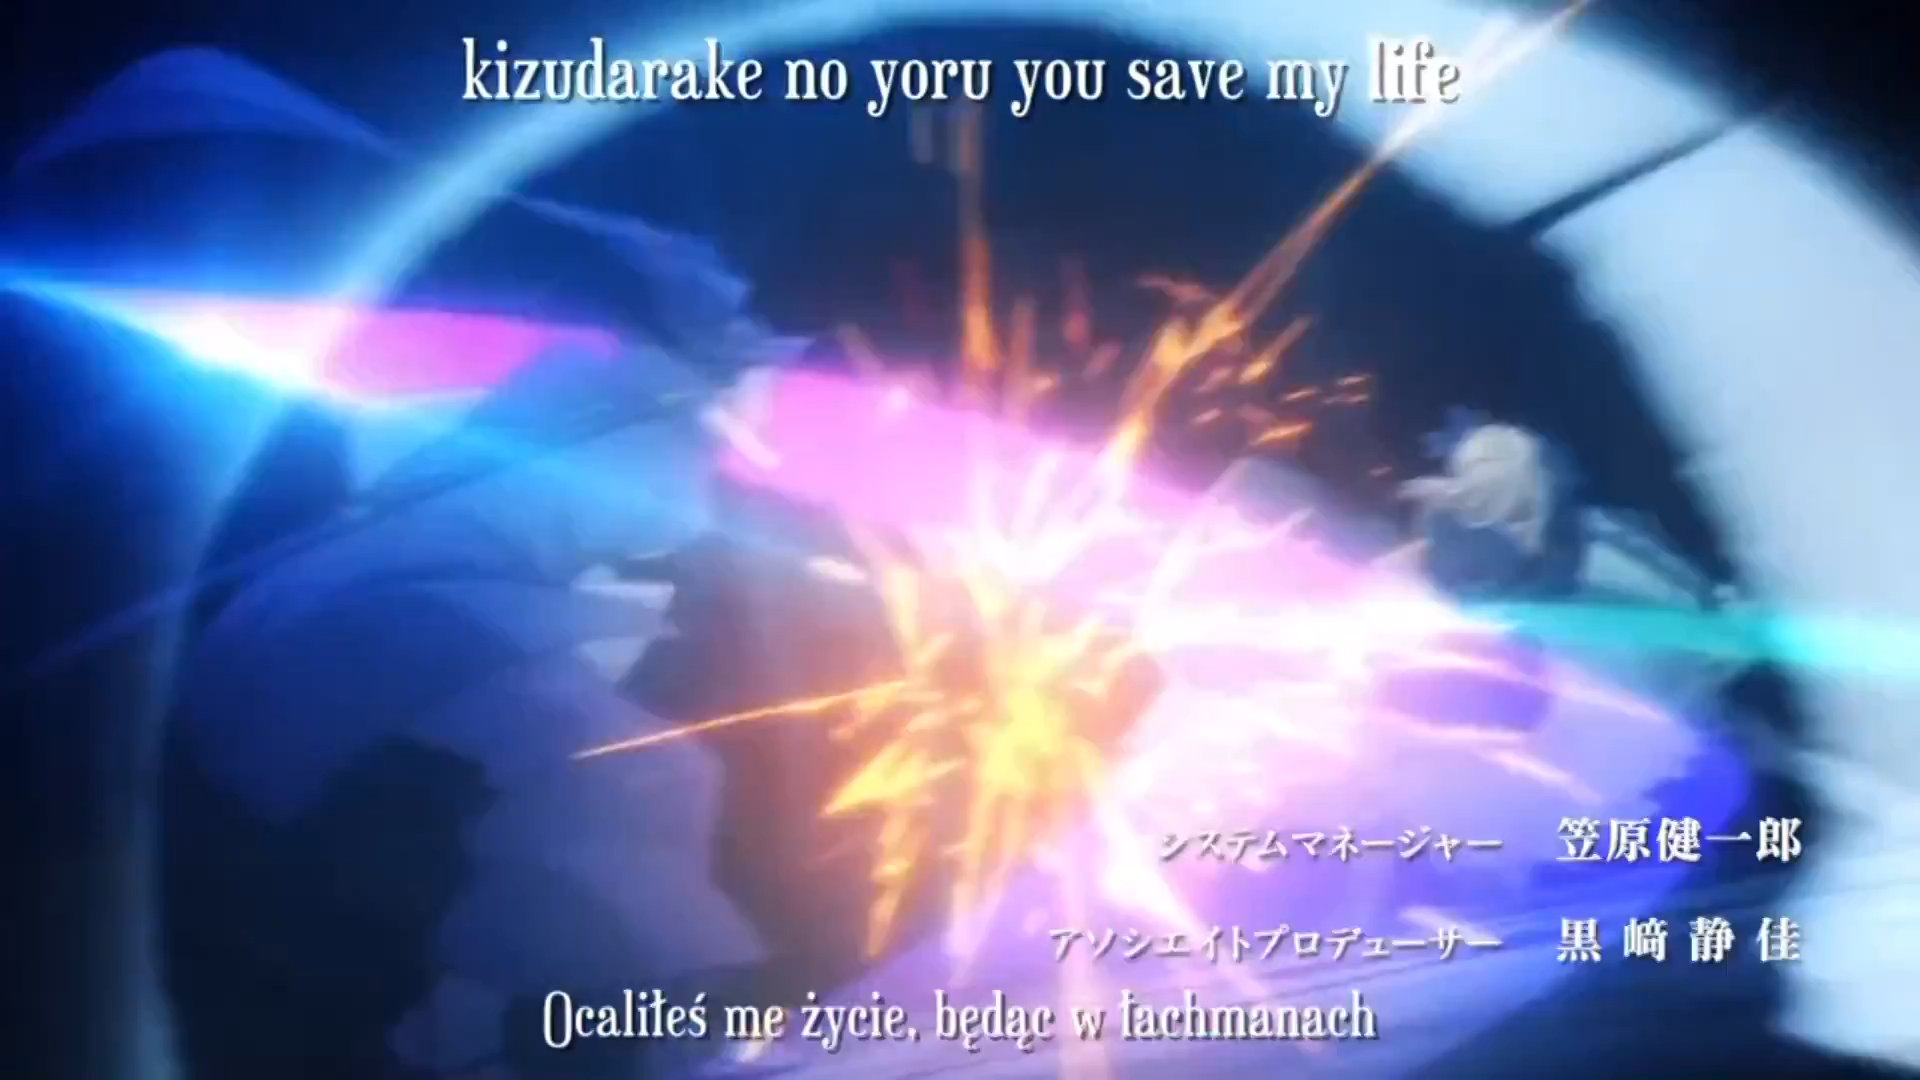 kizudarake no yoru you save my life
システムマネージャー 笠原健一郎
アソシエイトプロデューサー 黒﨑静佳
Ocaliłeś me życie, będąc w łachmanach